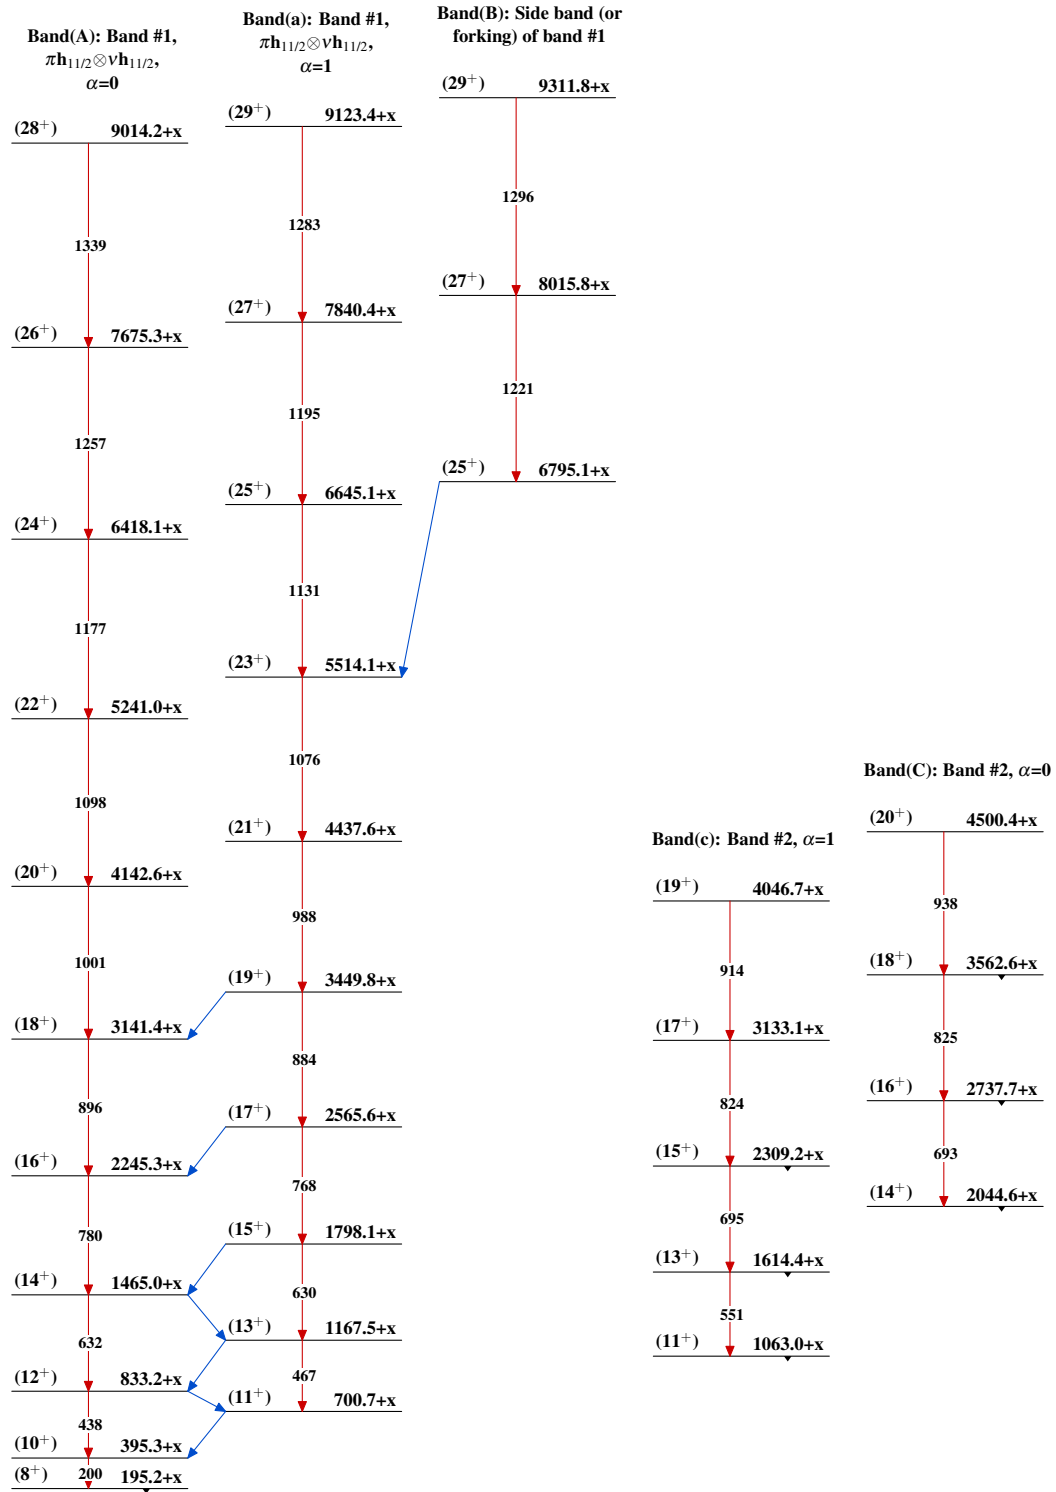 Band(A): Band #1,
πh11/2⊗νh11/2,
α=0
(28+) 9014.2+x
1339
(26+) 7675.3+x
1257
(24+) 6418.1+x
1177
(22+) 5241.0+x
1098
(20+) 4142.6+x
1001
(18+) 3141.4+x
896
(16+) 2245.3+x
780
(14+) 1465.0+x
632
(12+) 833.2+x
438
(10+) 395.3+x
200
(8+) 195.2+x
Band(a): Band #1,
πh11/2⊗νh11/2,
α=1
(29+) 9123.4+x
1283
(27+) 7840.4+x
1195
(25+) 6645.1+x
1131
(23+) 5514.1+x
1076
(21+) 4437.6+x
988
(19+) 3449.8+x
884
(17+) 2565.6+x
768
(15+) 1798.1+x
630
(13+) 1167.5+x
467
(11+) 700.7+x
Band(B): Side band (or
forking) of band #1
(29+) 9311.8+x
1296
(27+) 8015.8+x
1221
(25+) 6795.1+x
Band(c): Band #2, α=1
(19+) 4046.7+x
914
(17+) 3133.1+x
824
(15+) 2309.2+x
695
(13+) 1614.4+x
551
(11+) 1063.0+x
Band(C): Band #2, α=0
(20+) 4500.4+x
938
(18+) 3562.6+x
825
(16+) 2737.7+x
693
(14+) 2044.6+x